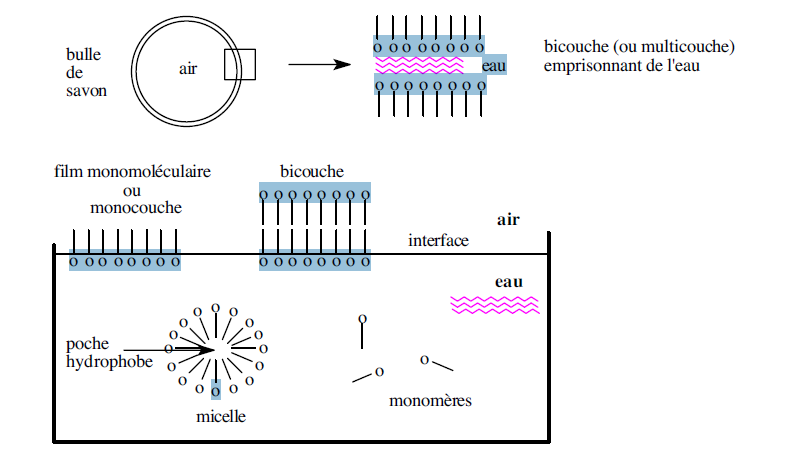 bulle
de
savon
air
o o o o o o o o
eau
o o o o o o o o
bicouche (ou multicouche)
emprisonnant de l'eau
film monomoléculaire
ou
monocouche
bicouche
o o o o o o o o
air
interface
o o o o o o o o
o o o o o o o o
eau
poche
hydrophobe
o o o o o o o o o o o o o o o o
micelle
o
o
o
monomères